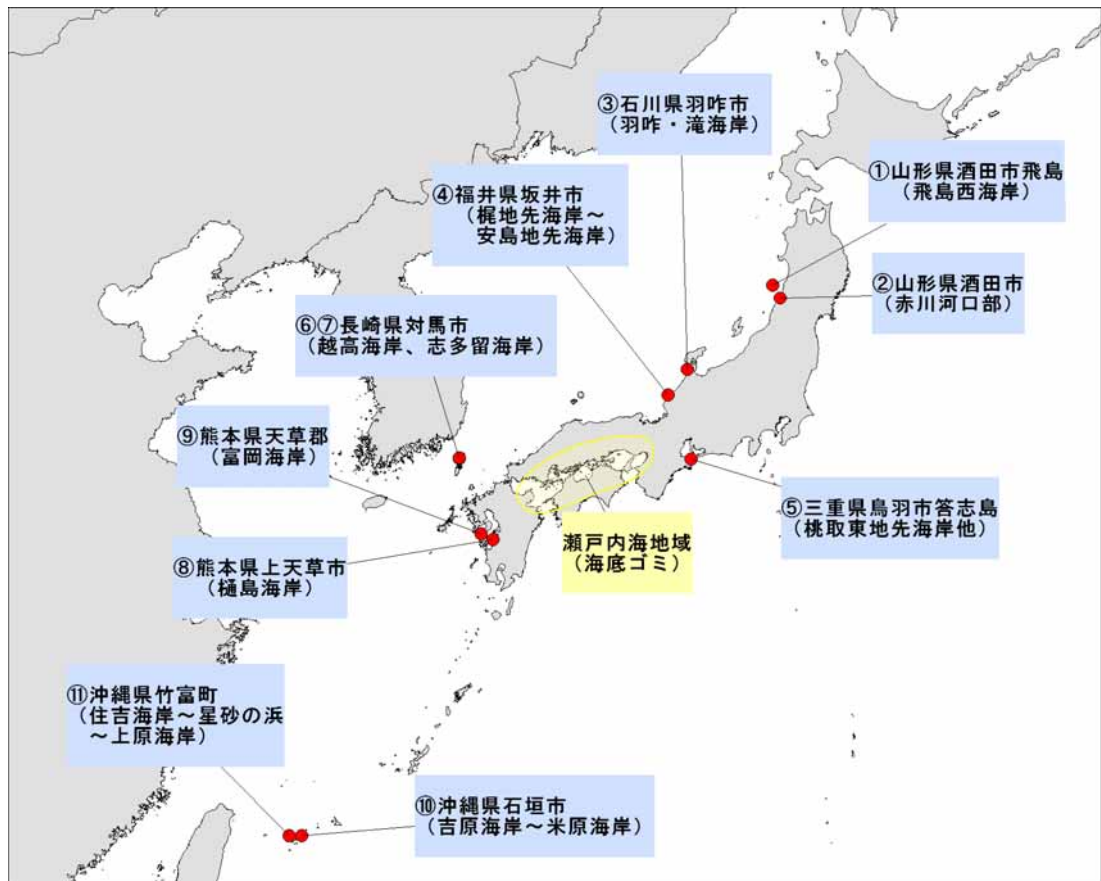 ③石川県羽咋市
（羽咋・滝海岸）
①山形県酒田市飛島
（飛島西海岸）
④福井県坂井市
（梶地先海岸～
安島地先海岸）
②山形県酒田市
（赤川河口部）
⑥⑦長崎県対馬市
（越高海岸、志多留海岸）
⑨熊本県天草郡
（富岡海岸）
⑤三重県鳥羽市答志島
（桃取東地先海岸他）
瀬戸内海地域
（海底ゴミ）
⑧熊本県上天草市
（樋島海岸）
⑪沖縄県竹富町
（住吉海岸～星砂の浜
～上原海岸）
⑩沖縄県石垣市
（吉原海岸～米原海岸）